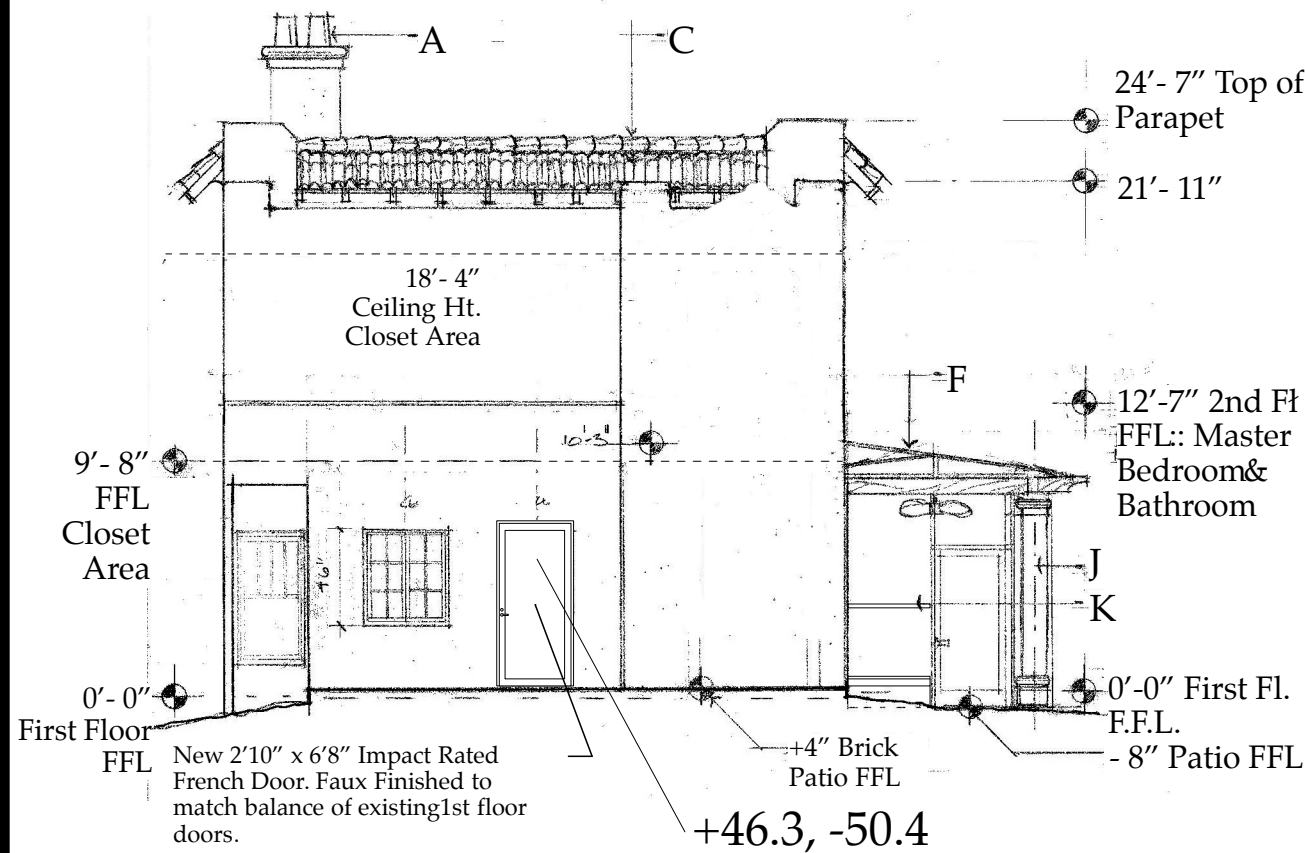 A
C
24'- 7" Top of
Parapet
21'- 11"
18'- 4"
Ceiling Ht.
Closet Area
F
12'-7" 2nd Fł
FFL:: Master
Bedroom&
Bathroom
10'-3"
9'- 8"
FFL
Closet
Area
4'6"
J
K
0'- 0"
First Floor
FFL
0'-0" First Fl.
F.F.L.
- 8" Patio FFL
+4" Brick
Patio FFL
New 2'10" x 6'8" Impact Rated
French Door. Faux Finished to
match balance of existing1st floor
doors.
+46.3, -50.4